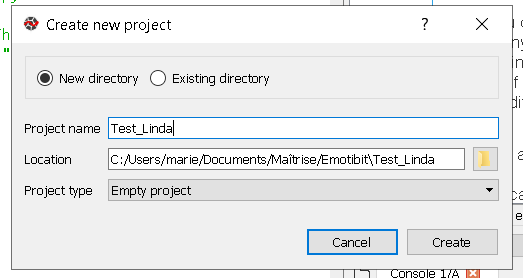 Create new project
?
New directory Existing directory
Project name Test_Linda
Location C:/Users/marie/Documents/Maîtrise/Emotibit\Test_Linda
Project type Empty project
Cancel Create
Console 1/A